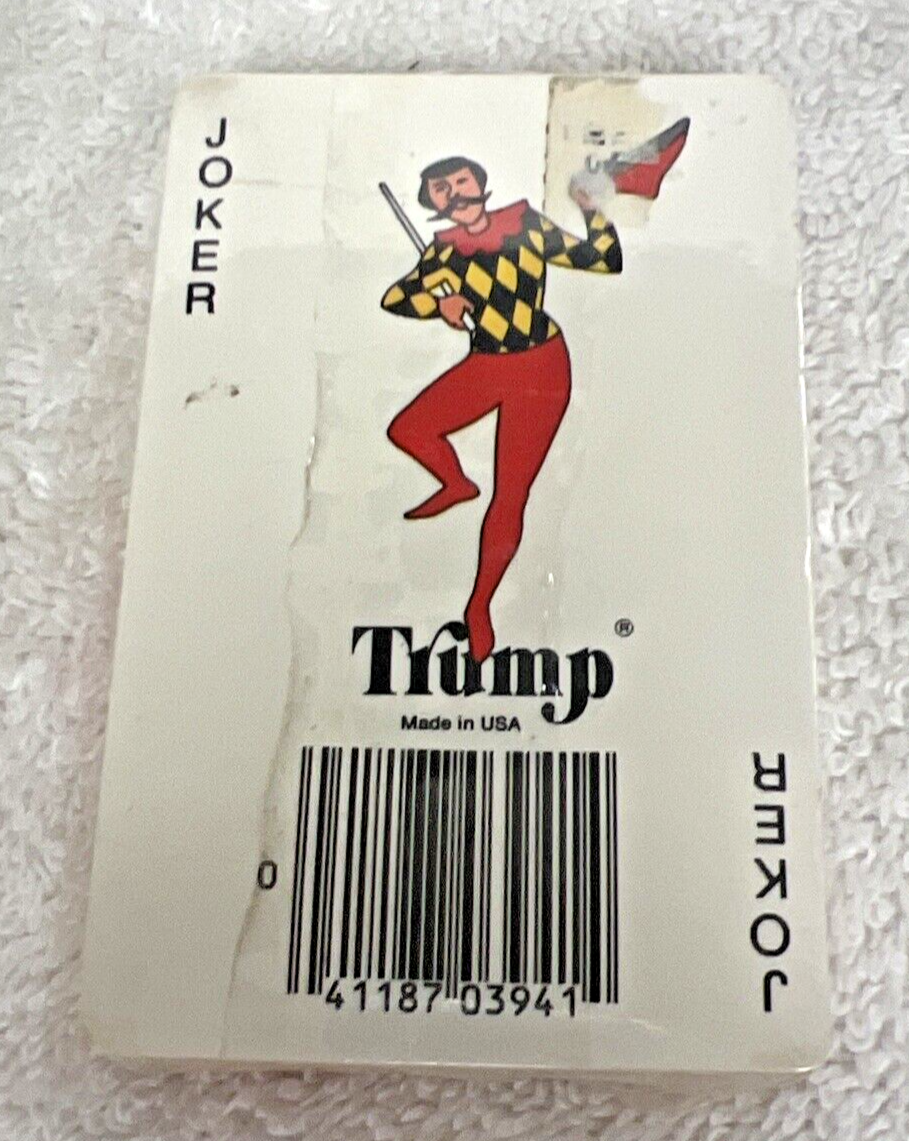 JOKER
Trump®
Made in USA
0 41187 03941
JOKER